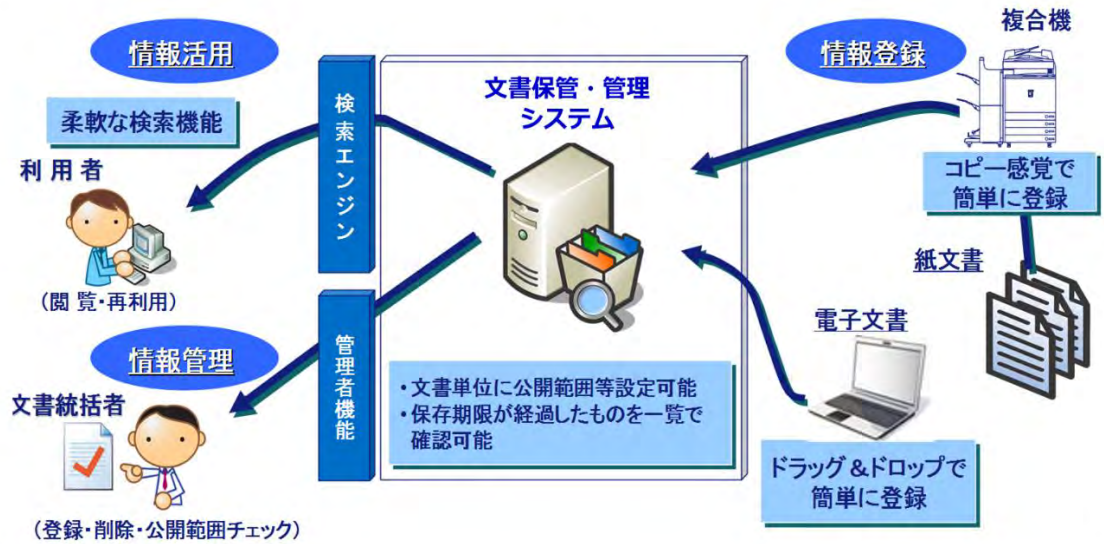 情報活用
柔軟な検索機能
利用者
(閲覧・再利用)
情報管理
文書統括者
(登録・削除・公開範囲チェック)
検索エンジン
管理者機能
文書保管・管理
システム
・文書単位に公開範囲等設定可能
・保存期限が経過したものを一覧で
確認可能
情報登録
複合機
コピー感覚で
簡単に登録
紙文書
電子文書
ドラッグ&ドロップで
簡単に登録